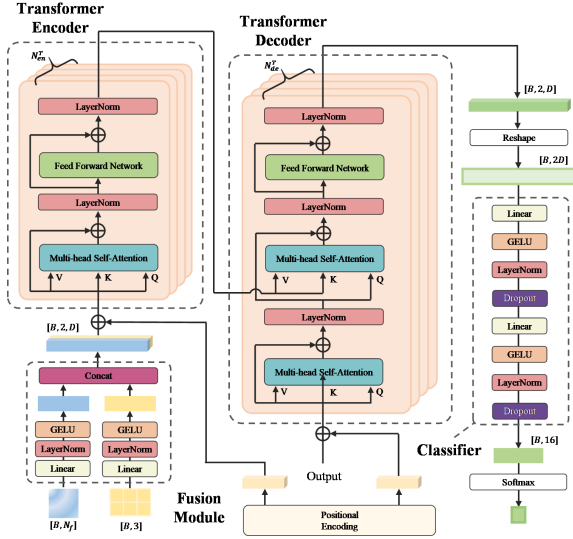 Transformer
Encoder
N_en^T
LayerNorm
Feed Forward Network
LayerNorm
Multi-head Self-Attention
V
K
Q
[B, 2, D]
Concat
GELU
LayerNorm
Linear
GELU
LayerNorm
Linear
[B, N_f]
[B, 3]
Fusion
Module
Transformer
Decoder
N_de^T
LayerNorm
Feed Forward Network
LayerNorm
Multi-head Self-Attention
V
K
Q
LayerNorm
Multi-head Self-Attention
V
K
Q
Output
Positional
Encoding
[B, 2, D]
Reshape
[B, 2D]
Linear
GELU
LayerNorm
Dropout
Linear
GELU
LayerNorm
Dropout
Classifier
[B, 16]
Softmax